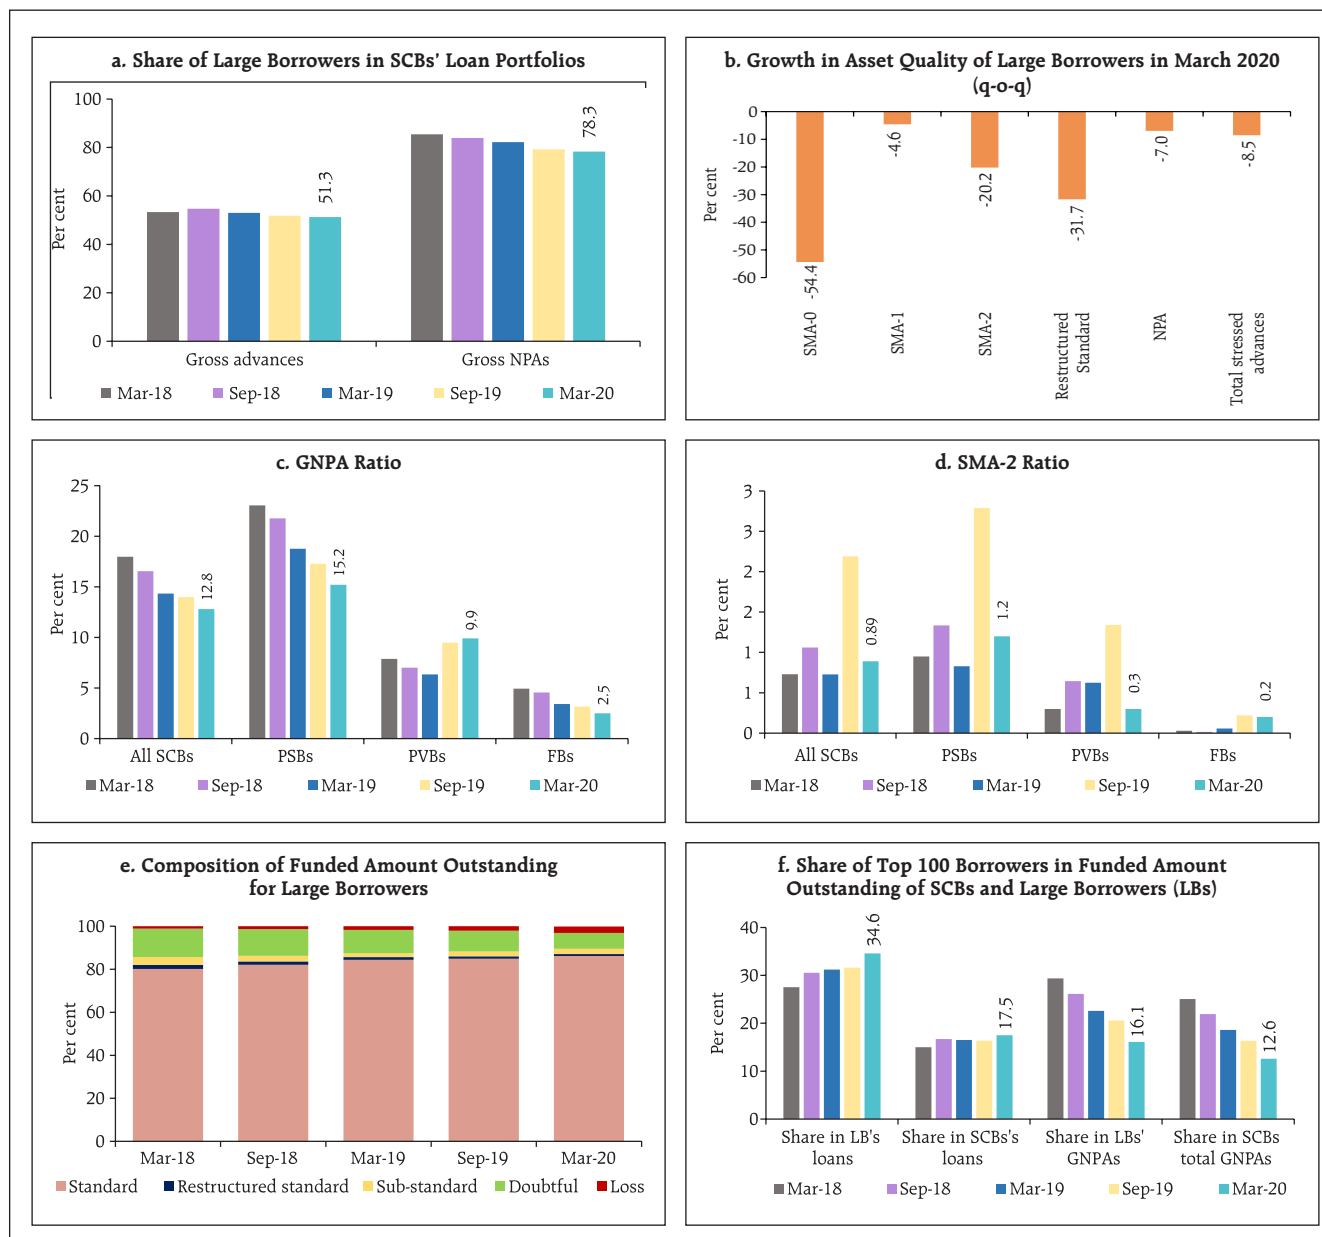 a. Share of Large Borrowers in SCBs' Loan Portfolios
100
80
60
40
20
0
Per cent
51.3
78.3
Gross advances
Gross NPAs
Mar-18 Sep-18 Mar-19 Sep-19 Mar-20
b. Growth in Asset Quality of Large Borrowers in March 2020
(q-o-q)
0
-10
-20
-30
-40
-50
-60
Per cent
-54.4
-4.6
-20.2
-31.7
-7.0
-8.5
SMA-0
SMA-1
SMA-2
Restructured
Standard
NPA
Total stressed
advances
c. GNPA Ratio
25
20
15
10
5
0
Per cent
12.8
15.2
9.9
2.5
All SCBs
PSBs
PVBs
FBs
Mar-18 Sep-18 Mar-19 Sep-19 Mar-20
d. SMA-2 Ratio
3
3
2
2
1
1
0
Per cent
0.89
1.2
0.3
0.2
All SCBs
PSBs
PVBs
FBs
Mar-18 Sep-18 Mar-19 Sep-19 Mar-20
e. Composition of Funded Amount Outstanding
for Large Borrowers
100
80
60
40
20
0
Per cent
Mar-18
Sep-18
Mar-19
Sep-19
Mar-20
Standard Restructured standard Sub-standard Doubtful Loss
f. Share of Top 100 Borrowers in Funded Amount
Outstanding of SCBs and Large Borrowers (LBs)
40
30
20
10
0
Per cent
34.6
17.5
16.1
12.6
Share in LB's
loans
Share in SCBs's
loans
Share in LBs'
GNPAs
Share in SCBs
total GNPAs
Mar-18 Sep-18 Mar-19 Sep-19 Mar-20